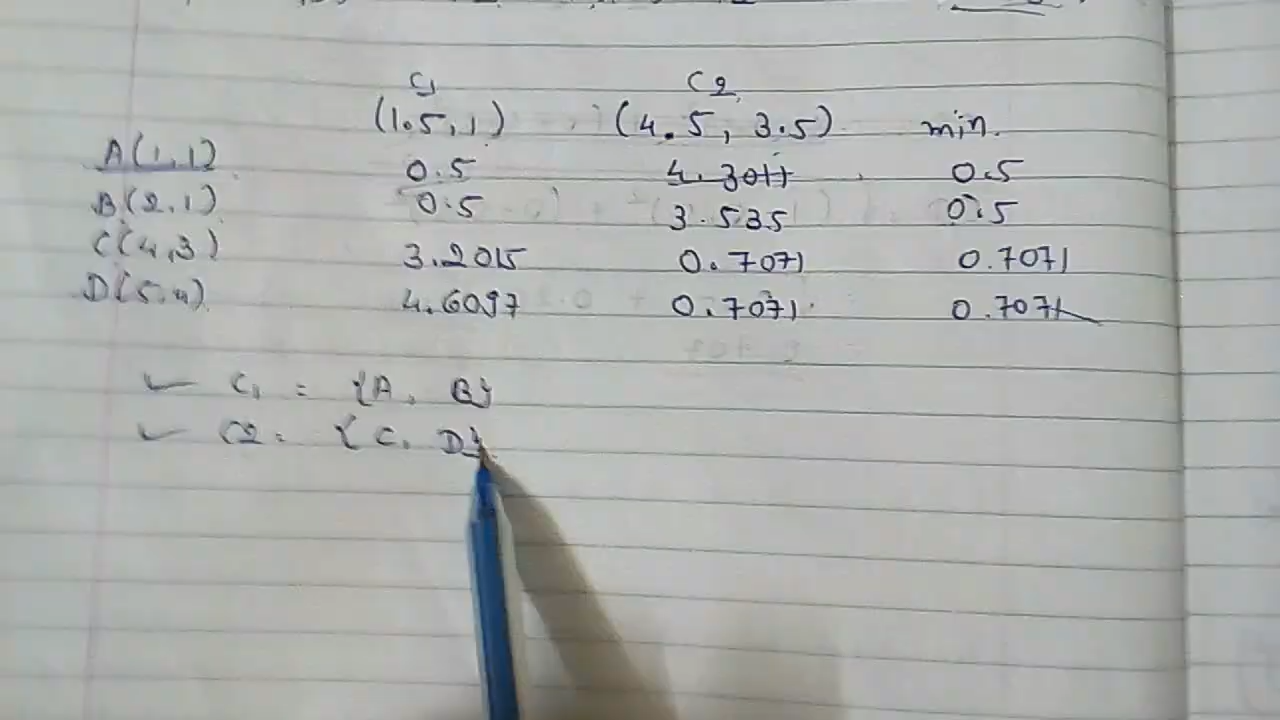 C1 C2
(1.5, 1) (4.5, 3.5) min.
A(1,1) 0.5 4.3011 0.5
B(2,1) 0.5 3.535 0.5
C(4,3) 3.2015 0.7071 0.7071
D(5,4) 4.6097 0.7071 0.7071
✓ C1 = {A, B}
✓ C2 = {C, D}